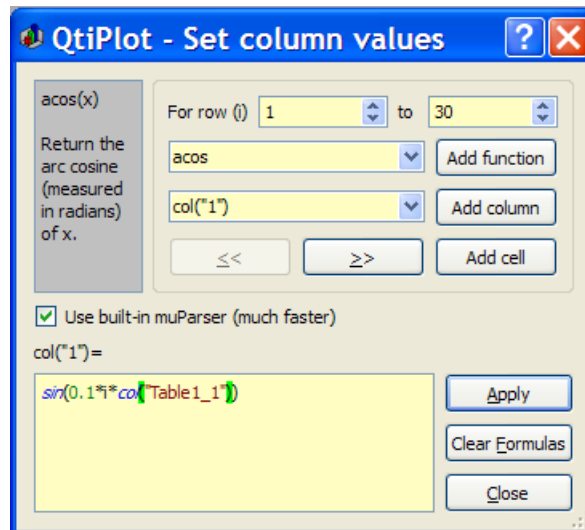 QtiPlot - Set column values
acos(x)
Return the
arc cosine
(measured
in radians)
of x.
For row (i) 1 to 30
acos Add function
col("1") Add column
<< >> Add cell
Use built-in muParser (much faster)
col("1")=
sin(0.1*i*col("Table1_1"))
Apply
Clear Formulas
Close